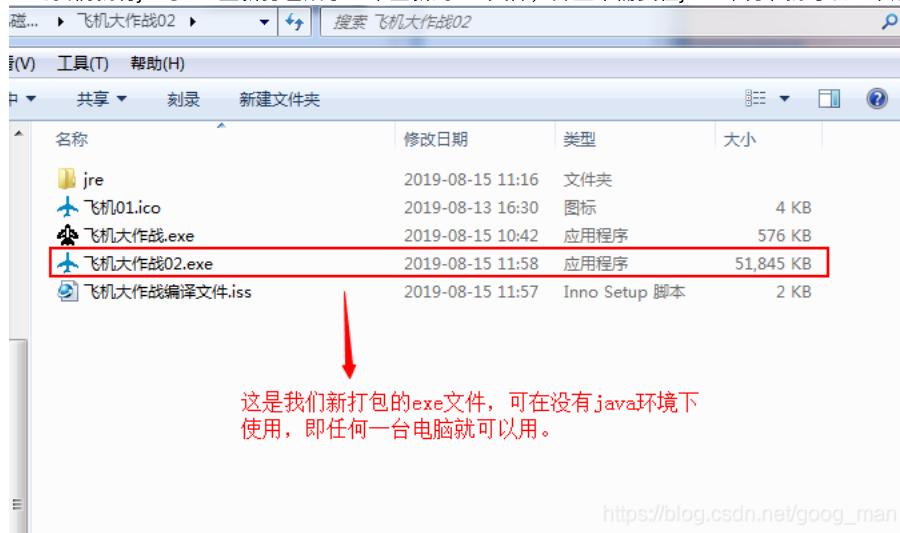 磁... ▸ 飞机大作战02 ▸ 搜索 飞机大作战02
(V) 工具(T) 帮助(H)
中 共享 刻录 新建文件夹
名称 修改日期 类型 大小
jre 2019-08-15 11:16 文件夹
飞机01.ico 2019-08-13 16:30 图标 4 KB
飞机大作战.exe 2019-08-15 10:42 应用程序 576 KB
飞机大作战02.exe 2019-08-15 11:58 应用程序 51,845 KB
飞机大作战编译文件.iss 2019-08-15 11:57 Inno Setup 脚本 2 KB
这是我们新打包的exe文件，可在没有java环境下
使用，即任何一台电脑就可以用。
https://blog.csdn.net/goog_man